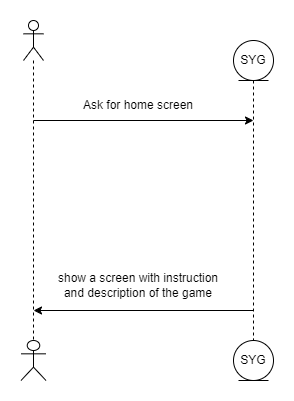 SYG
Ask for home screen
show a screen with instruction
and description of the game
SYG